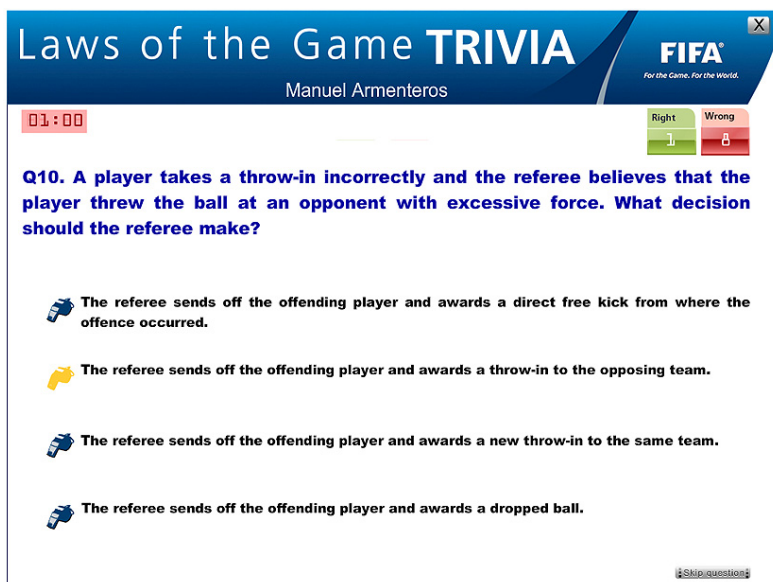 X
Laws of the Game TRIVIA
FIFA®
For the Game. For the World.
Manuel Armenteros
01:00
Right
Wrong
1
8
Q10. A player takes a throw-in incorrectly and the referee believes that the
player threw the ball at an opponent with excessive force. What decision
should the referee make?
The referee sends off the offending player and awards a direct free kick from where the
offence occurred.
The referee sends off the offending player and awards a throw-in to the opposing team.
The referee sends off the offending player and awards a new throw-in to the same team.
The referee sends off the offending player and awards a dropped ball.
Skip question